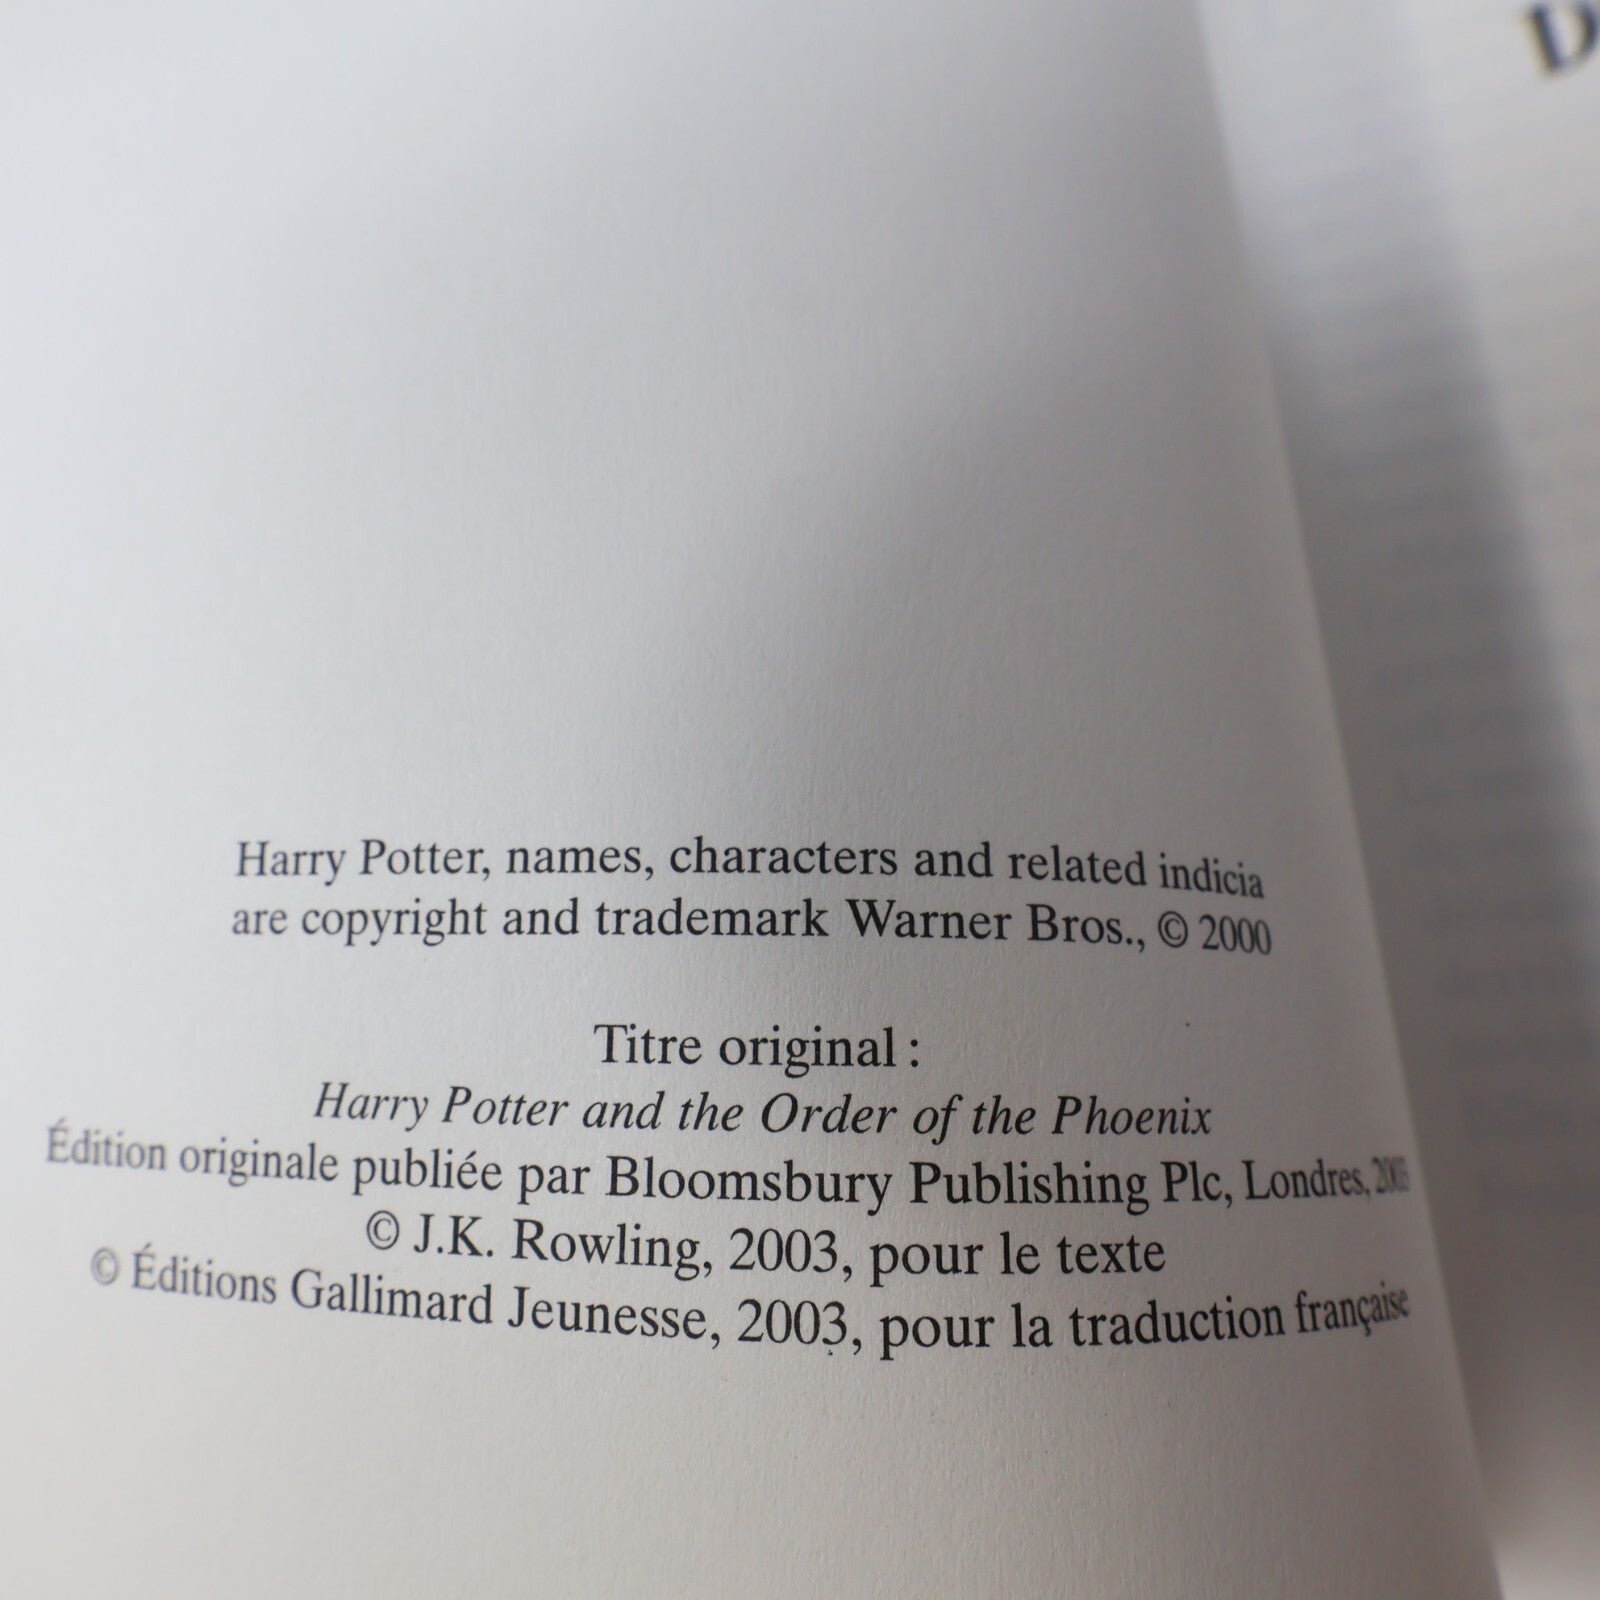 D
Harry Potter, names, characters and related indicia
are copyright and trademark Warner Bros., © 2000
Titre original :
Harry Potter and the Order of the Phoenix
Édition originale publiée par Bloomsbury Publishing Plc, Londres, 2003
© J.K. Rowling, 2003, pour le texte
© Éditions Gallimard Jeunesse, 2003, pour la traduction française